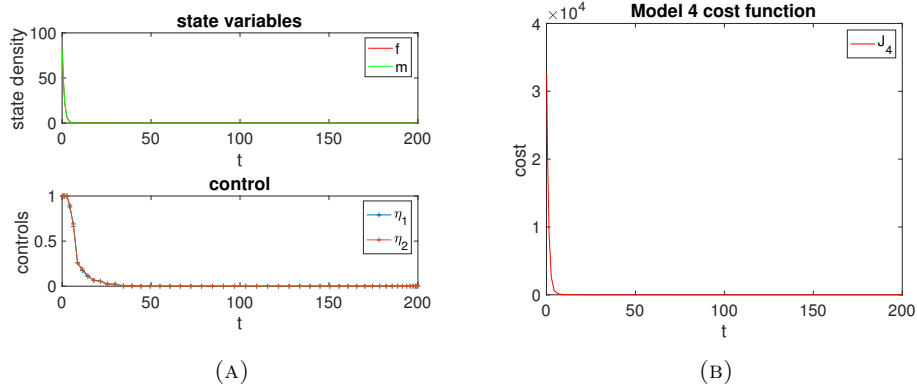 state variables
100
50
0
state density
f
m
0 50 100 150 200
t
control
1
0.5
0
controls
η1
η2
0 50 100 150 200
t
(A)
Model 4 cost function
×10^4
4
3
2
1
0
cost
J4
0 50 100 150 200
t
(B)